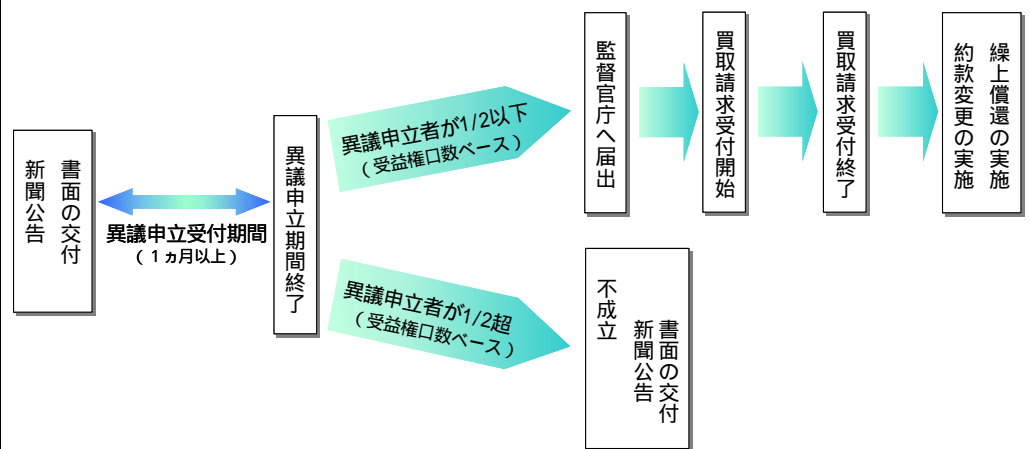 書面の交付
新聞公告
異議申立受付期間
（１ヵ月以上）
異議申立期間終了
異議申立者が1/2以下
（受益権口数ベース）
監督官庁へ届出
買取請求受付開始
買取請求受付終了
繰上償還の実施
約款変更の実施
異議申立者が1/2超
（受益権口数ベース）
不成立
書面の交付
新聞公告